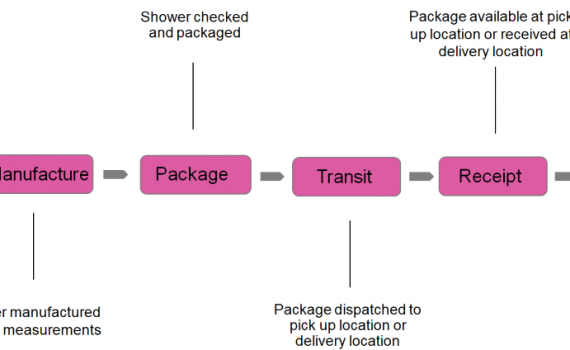 Shower checked
and packaged
Package available at pick
up location or received at
delivery location
anufacture
Package
Transit
Receipt
er manufactured
measurements
Package dispatched to
pick up location or
delivery location